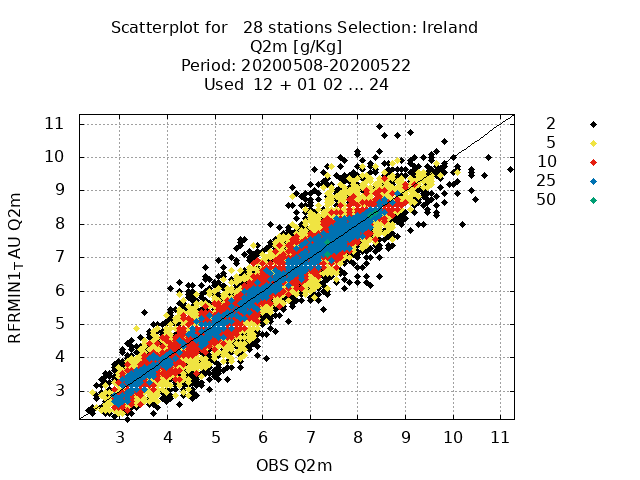 Scatterplot for   28 stations Selection: Ireland
Q2m [g/Kg]
Period: 20200508-20200522
Used  12 + 01 02 ... 24
RFRMIN1-AU Q2m
11
10
9
8
7
6
5
4
3
3 4 5 6 7 8 9 10 11
OBS Q2m
2
5
10
25
50